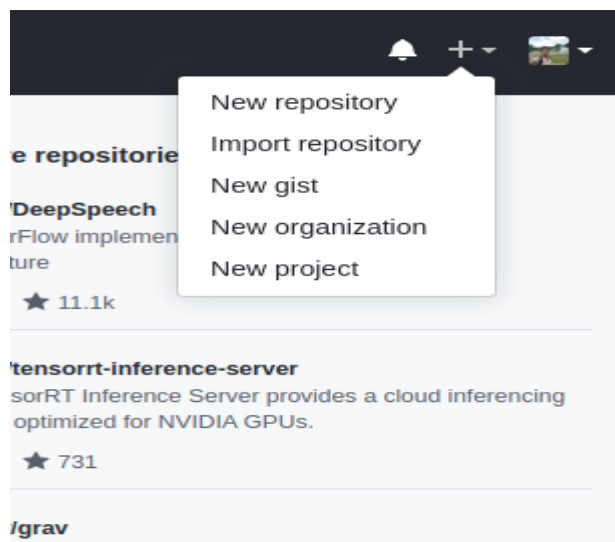 New repository
Import repository
New gist
New organization
New project
e repositorie
/DeepSpeech
rFlow implemen
ture
11.1k
/tensorrt-inference-server
sorRT Inference Server provides a cloud inferencing
optimized for NVIDIA GPUs.
731
/grav